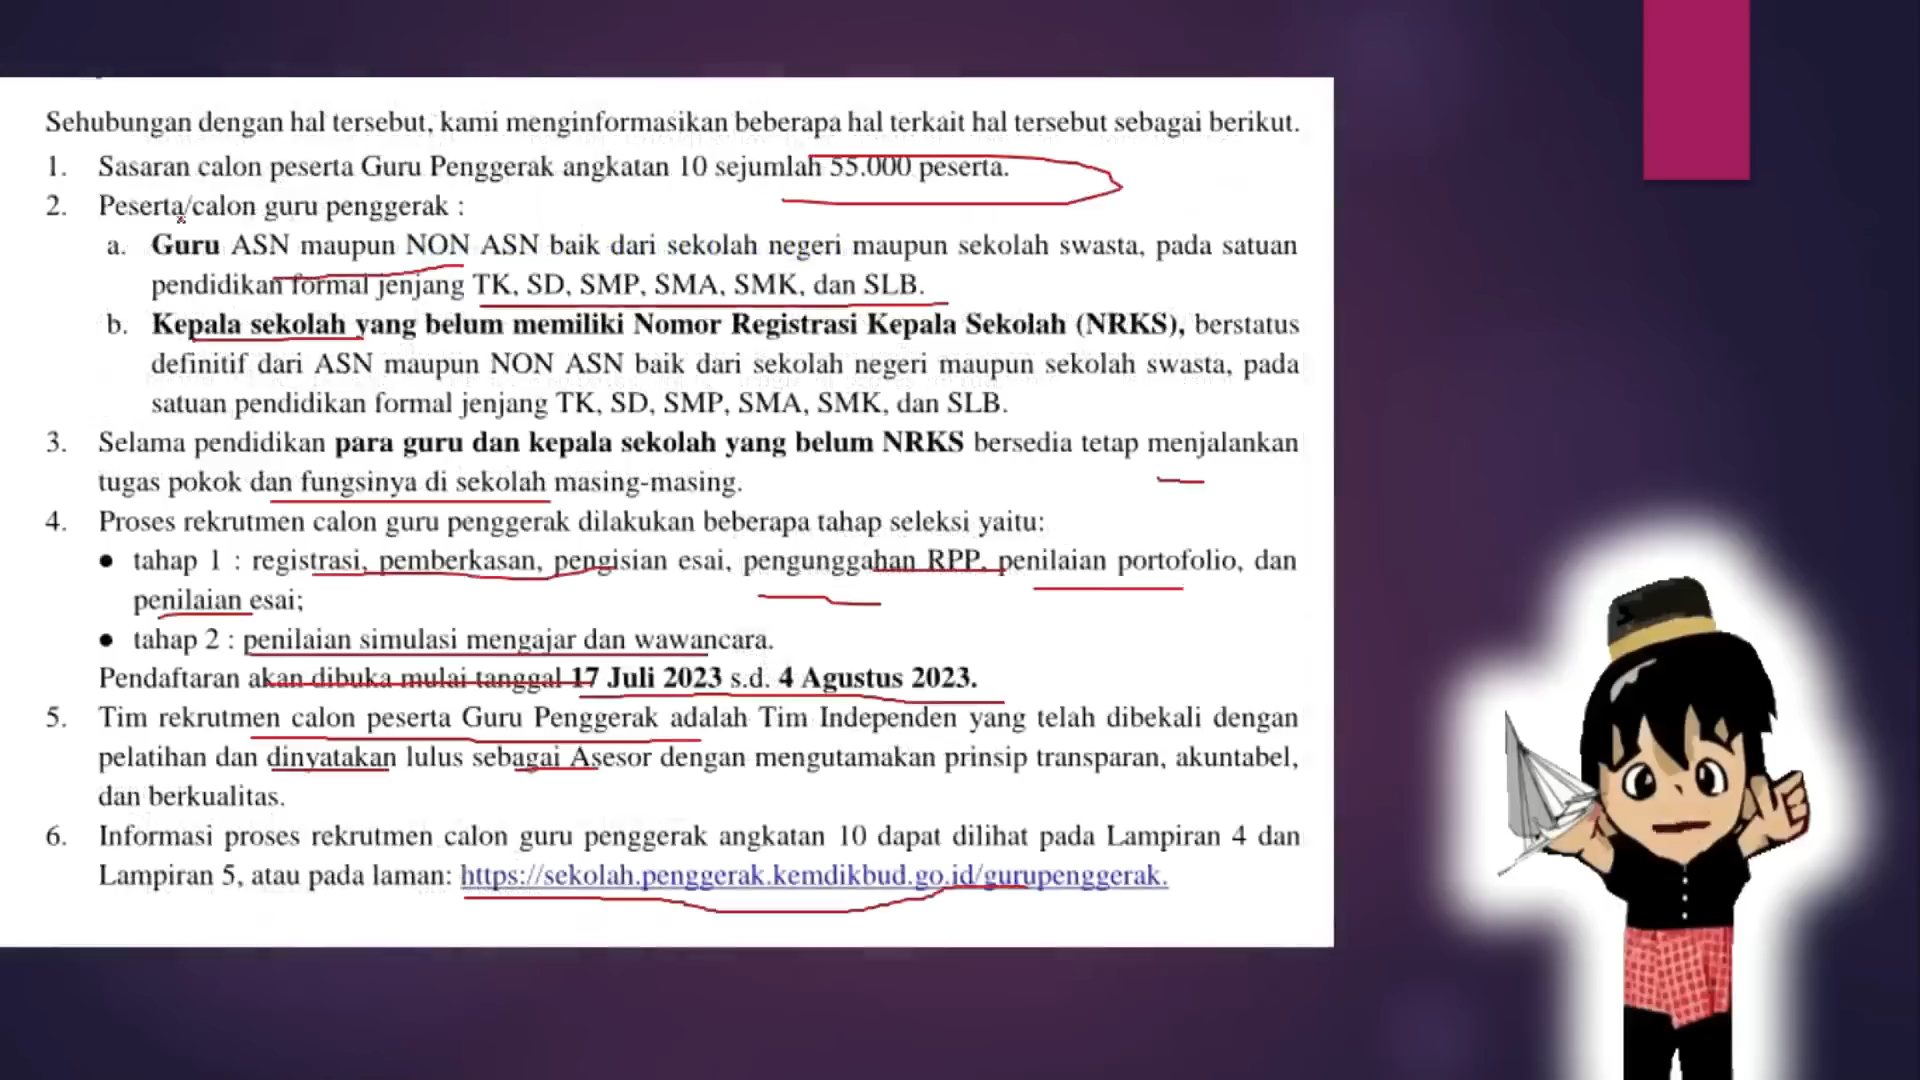 Sehubungan dengan hal tersebut, kami menginformasikan beberapa hal terkait hal tersebut sebagai berikut.
1. Sasaran calon peserta Guru Penggerak angkatan 10 sejumlah 55.000 peserta.
2. Peserta/calon guru penggerak :
a. Guru ASN maupun NON ASN baik dari sekolah negeri maupun sekolah swasta, pada satuan
pendidikan formal jenjang TK, SD, SMP, SMA, SMK, dan SLB.
b. Kepala sekolah yang belum memiliki Nomor Registrasi Kepala Sekolah (NRKS), berstatus
definitif dari ASN maupun NON ASN baik dari sekolah negeri maupun sekolah swasta, pada
satuan pendidikan formal jenjang TK, SD, SMP, SMA, SMK, dan SLB.
3. Selama pendidikan para guru dan kepala sekolah yang belum NRKS bersedia tetap menjalankan
tugas pokok dan fungsinya di sekolah masing-masing.
4. Proses rekrutmen calon guru penggerak dilakukan beberapa tahap seleksi yaitu:
● tahap 1 : registrasi, pemberkasan, pengisian esai, pengunggahan RPP, penilaian portofolio, dan
penilaian esai;
● tahap 2 : penilaian simulasi mengajar dan wawancara.
Pendaftaran akan dibuka mulai tanggal 17 Juli 2023 s.d. 4 Agustus 2023.
5. Tim rekrutmen calon peserta Guru Penggerak adalah Tim Independen yang telah dibekali dengan
pelatihan dan dinyatakan lulus sebagai Asesor dengan mengutamakan prinsip transparan, akuntabel,
dan berkualitas.
6. Informasi proses rekrutmen calon guru penggerak angkatan 10 dapat dilihat pada Lampiran 4 dan
Lampiran 5, atau pada laman: https://sekolah.penggerak.kemdikbud.go.id/gurupenggerak.